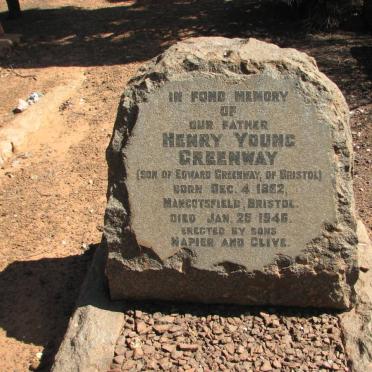 IN FOND MEMORY
OF
OUR FATHER
HENRY YOUNG
GREENWAY
(SON OF EDWARD GREENWAY, OF BRISTOL)
BORN DEC. 4 1862,
MANGOTSFIELD, BRISTOL.
DIED JAN. 25 1946.
ERECTED BY SONS
NAPIER AND CLIVE.